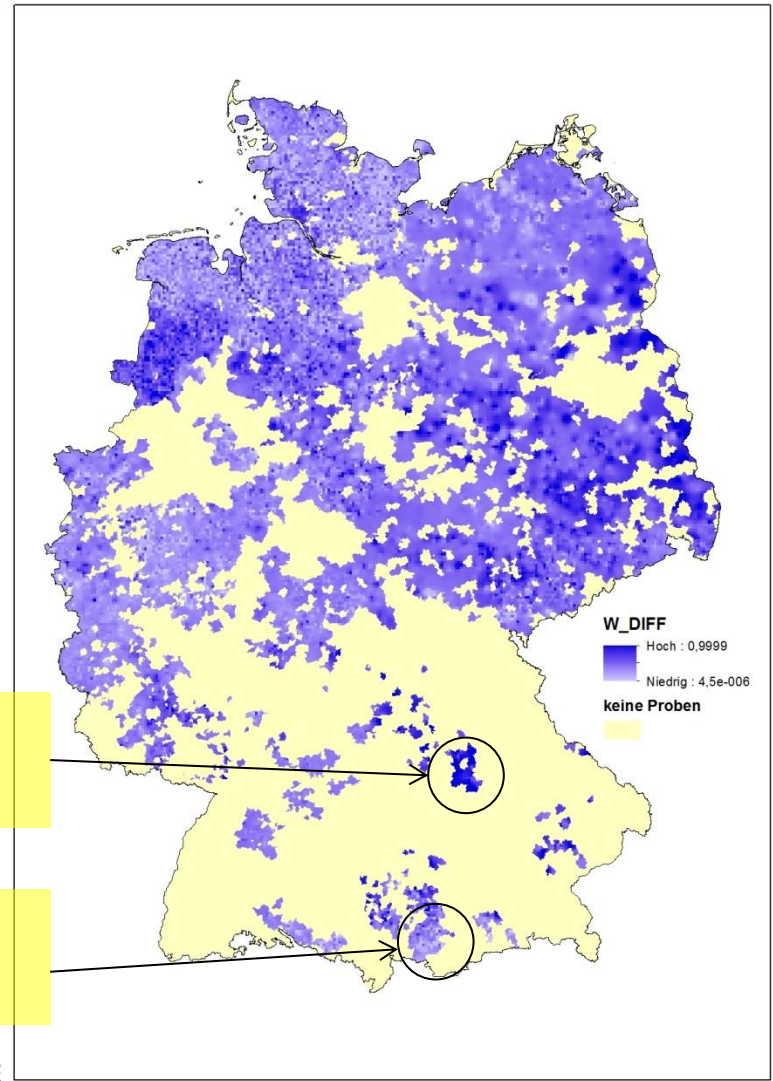 W_DIFF
Hoch : 0,9999
Niedrig : 4,5e-006
keine Proben